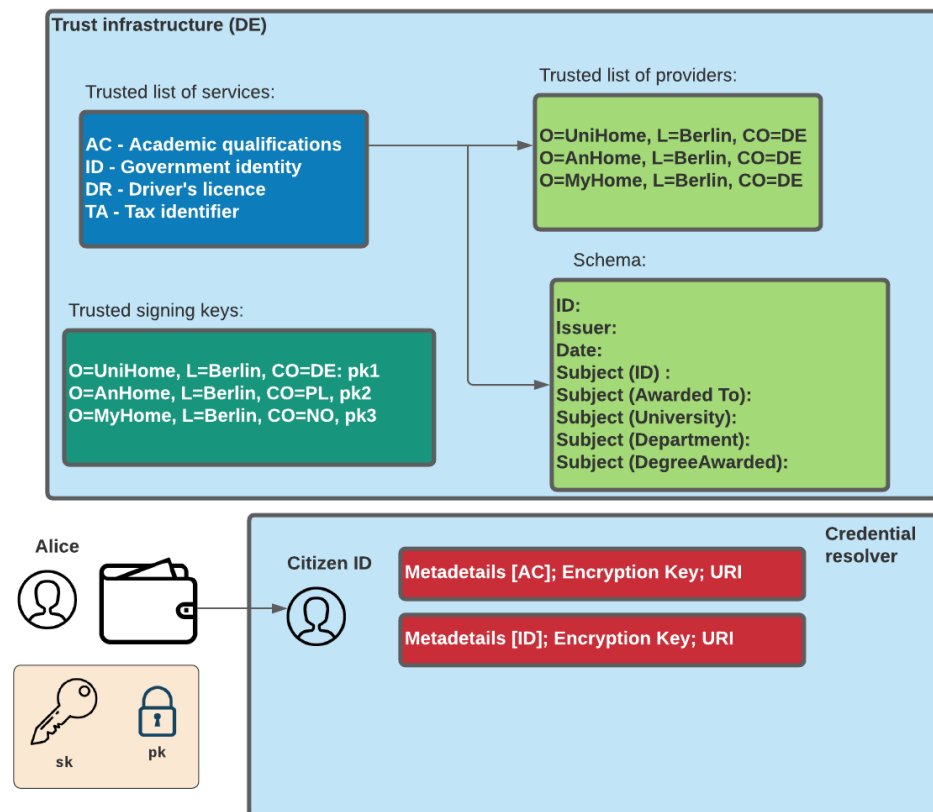 Trust infrastructure (DE)
Trusted list of services:
AC - Academic qualifications
ID - Government identity
DR - Driver's licence
TA - Tax identifier
Trusted list of providers:
O=UniHome, L=Berlin, CO=DE
O=AnHome, L=Berlin, CO=DE
O=MyHome, L=Berlin, CO=DE
Trusted signing keys:
O=UniHome, L=Berlin, CO=DE: pk1
O=AnHome, L=Berlin, CO=PL, pk2
O=MyHome, L=Berlin, CO=NO, pk3
Schema:
ID:
Issuer:
Date:
Subject (ID) :
Subject (Awarded To):
Subject (University):
Subject (Department):
Subject (DegreeAwarded):
Alice
sk
pk
Citizen ID
Credential
resolver
Metadetails [AC]; Encryption Key; URI
Metadetails [ID]; Encryption Key; URI